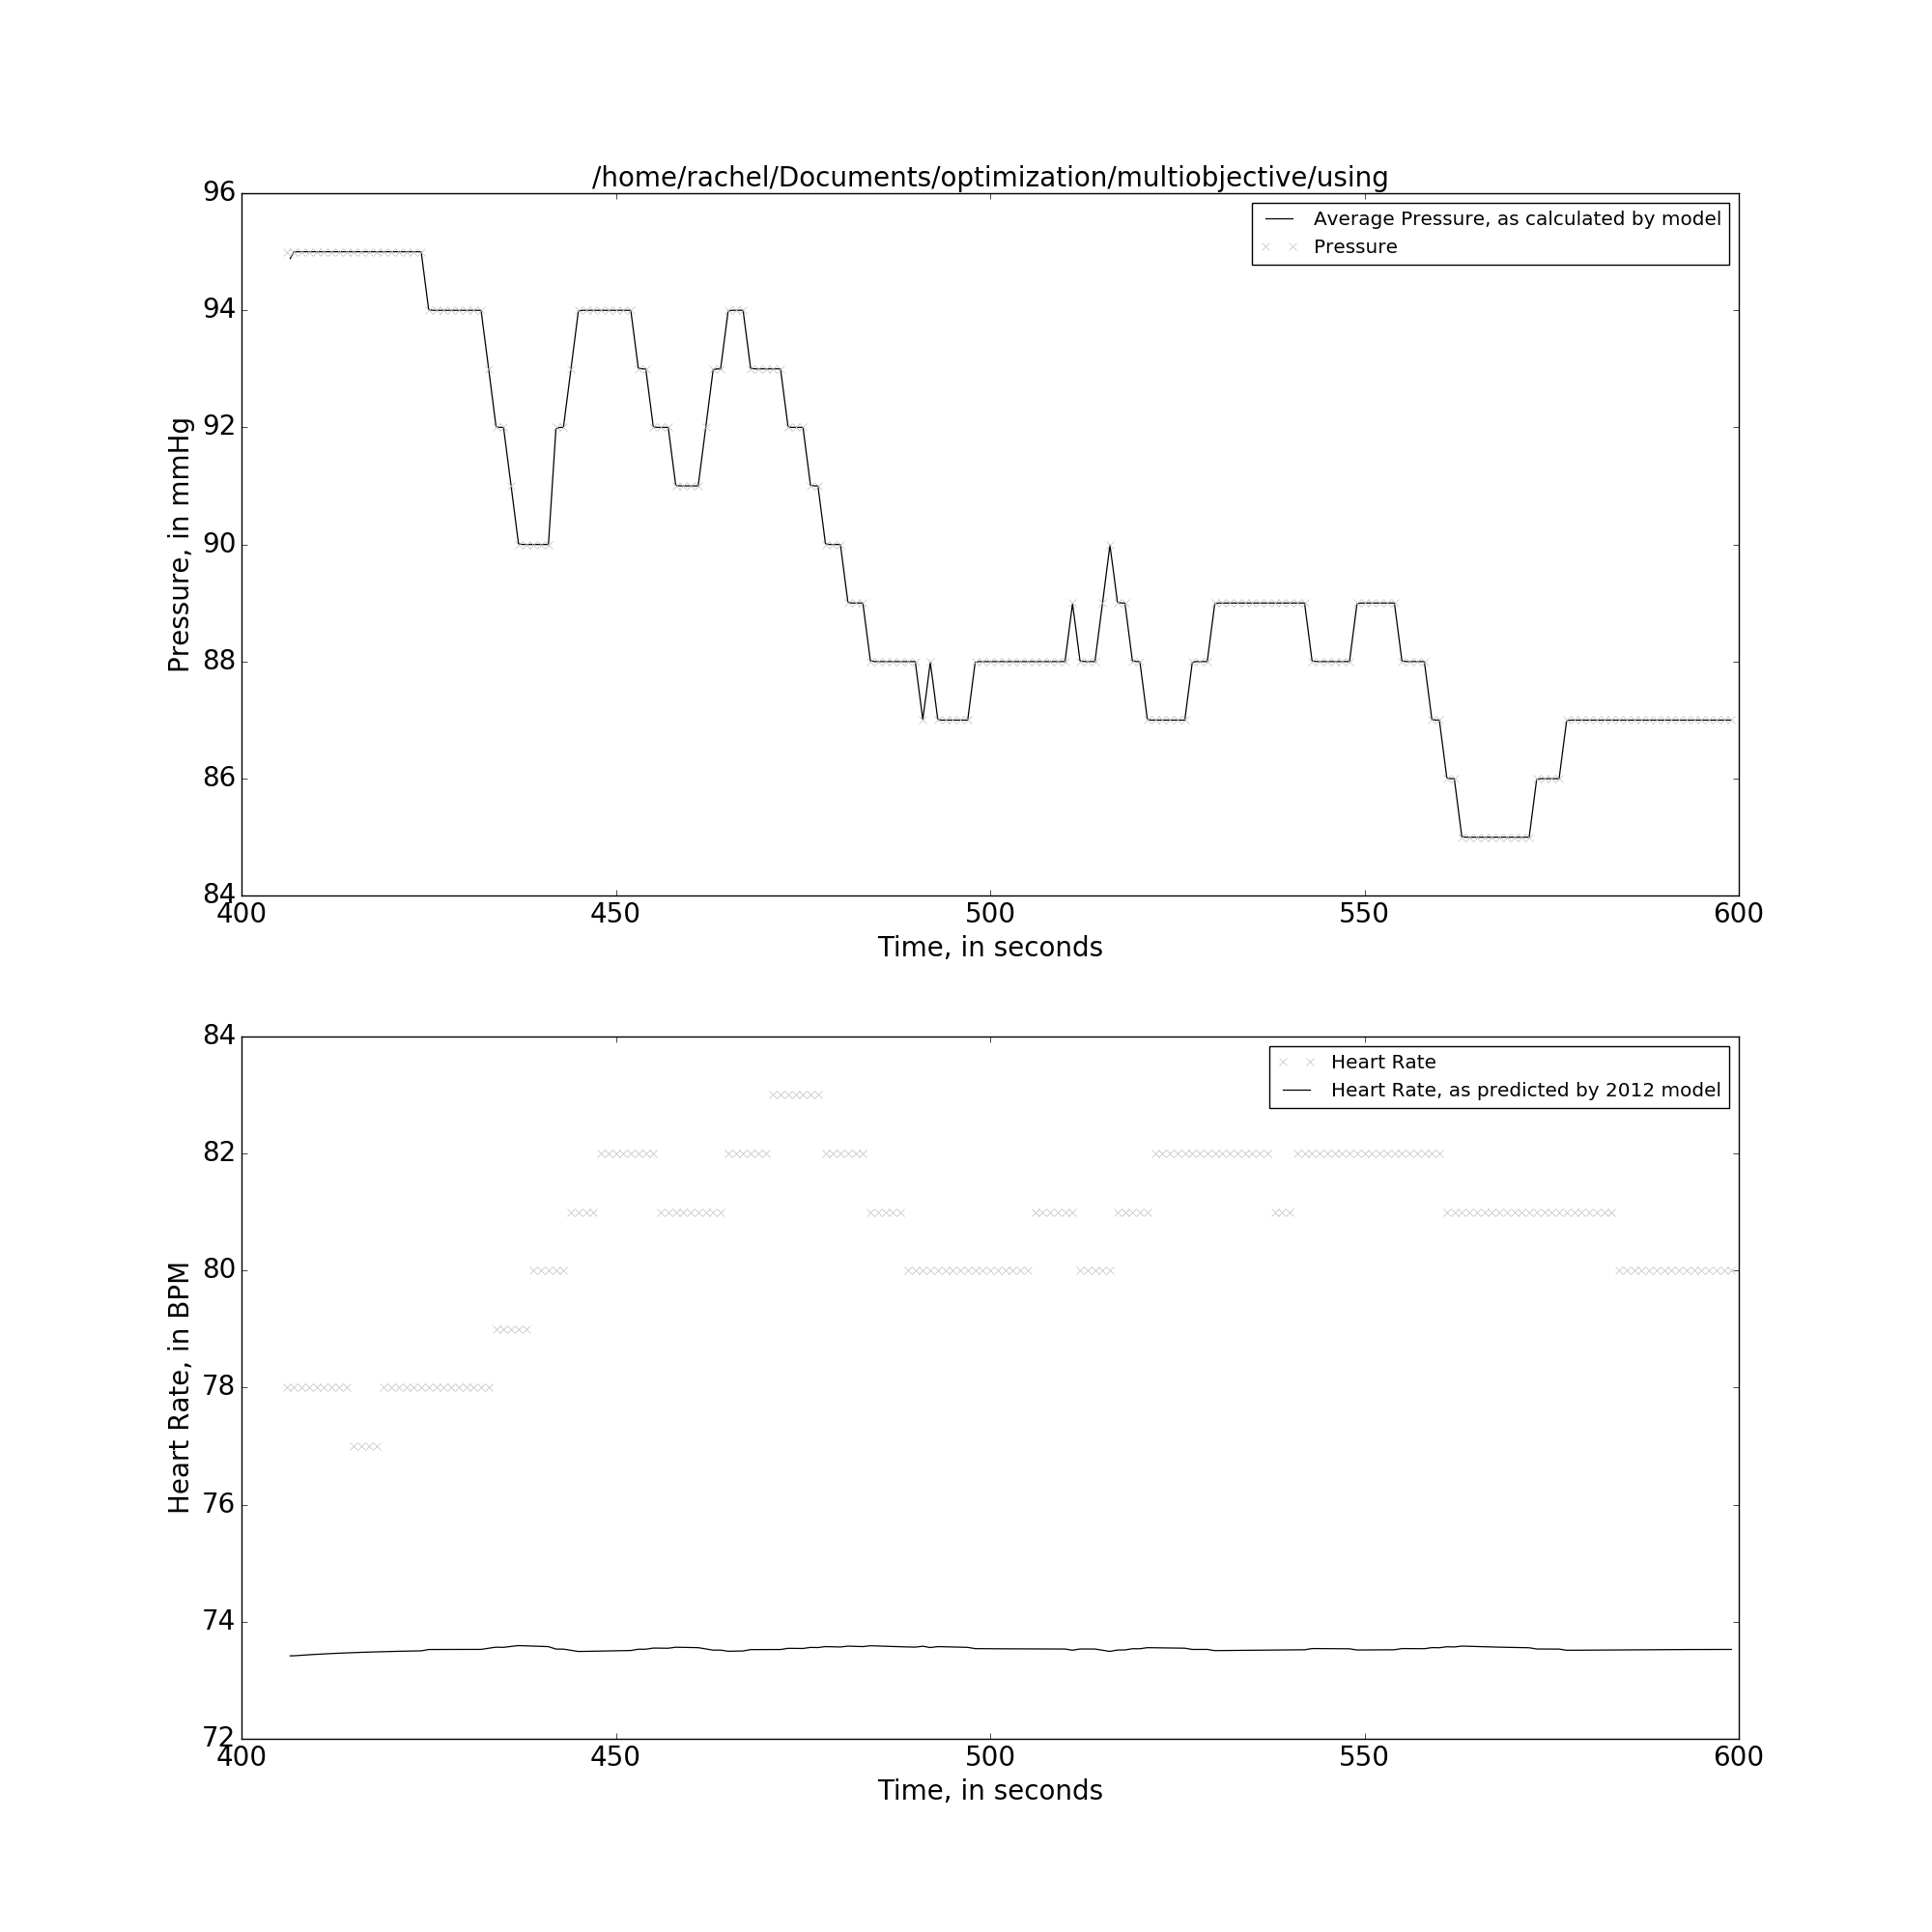 /home/rachel/Documents/optimization/multiobjective/using
96
94
92
90
88
86
84
Pressure, in mmHg
Average Pressure, as calculated by model
Pressure
400 450 500 550 600
Time, in seconds
84
82
80
78
76
74
72
Heart Rate, in BPM
Heart Rate
Heart Rate, as predicted by 2012 model
400 450 500 550 600
Time, in seconds